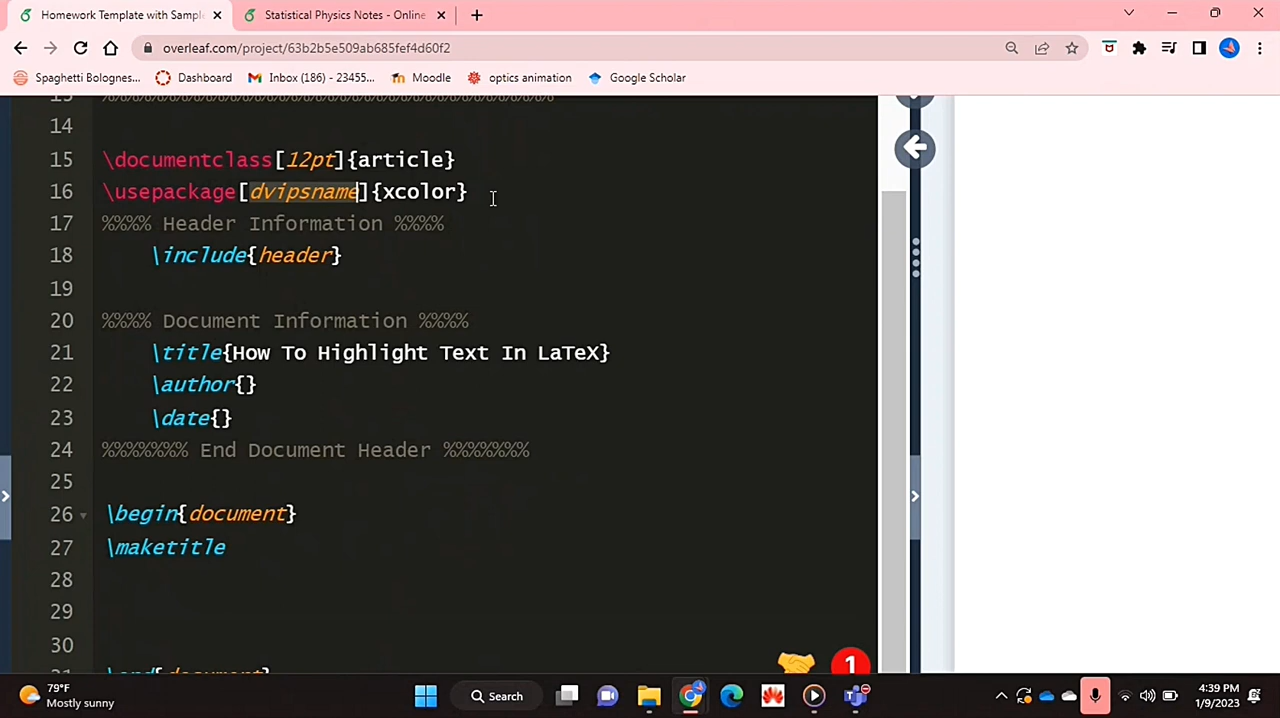 Homework Template with Sampl
Statistical Physics Notes - Online
overleaf.com/project/63b2b5e509ab685fef4d60f2
Spaghetti Bolognes...
Dashboard
Inbox (186) - 23455...
Moodle
optics animation
Google Scholar
13 %%%%%%%%%%%%%%%%%%%%%%%%%%%%%%%%%%%%%
14
15 \documentclass[12pt]{article}
16 \usepackage[dvipsname]{xcolor}
17 %%%% Header Information %%%%
18 \include{header}
19
20 %%%% Document Information %%%%
21 \title{How To Highlight Text In LaTeX}
22 \author{}
23 \date{}
24 %%%%%%% End Document Header %%%%%%%
25
26 \begin{document}
27 \maketitle
28
29
30
31 \end{document}
1
79°F
Mostly sunny
Search
4:39 PM
1/9/2023